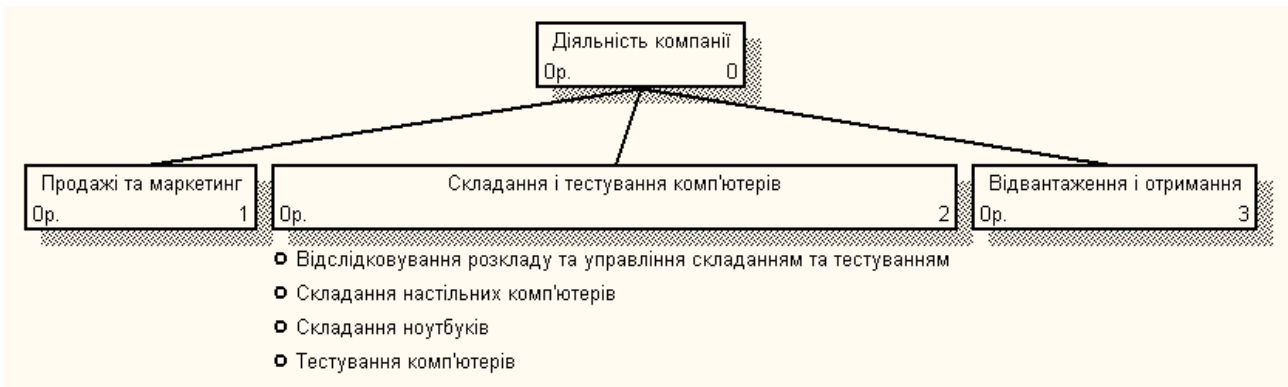 Діяльність компанії
0р. 0
Продажі та маркетинг
0р. 1
Складання і тестування комп'ютерів
0р. 2
Відвантаження і отримання
0р. 3
Відслідковування розкладу та управління складанням та тестуванням
Складання настільних комп'ютерів
Складання ноутбуків
Тестування комп'ютерів